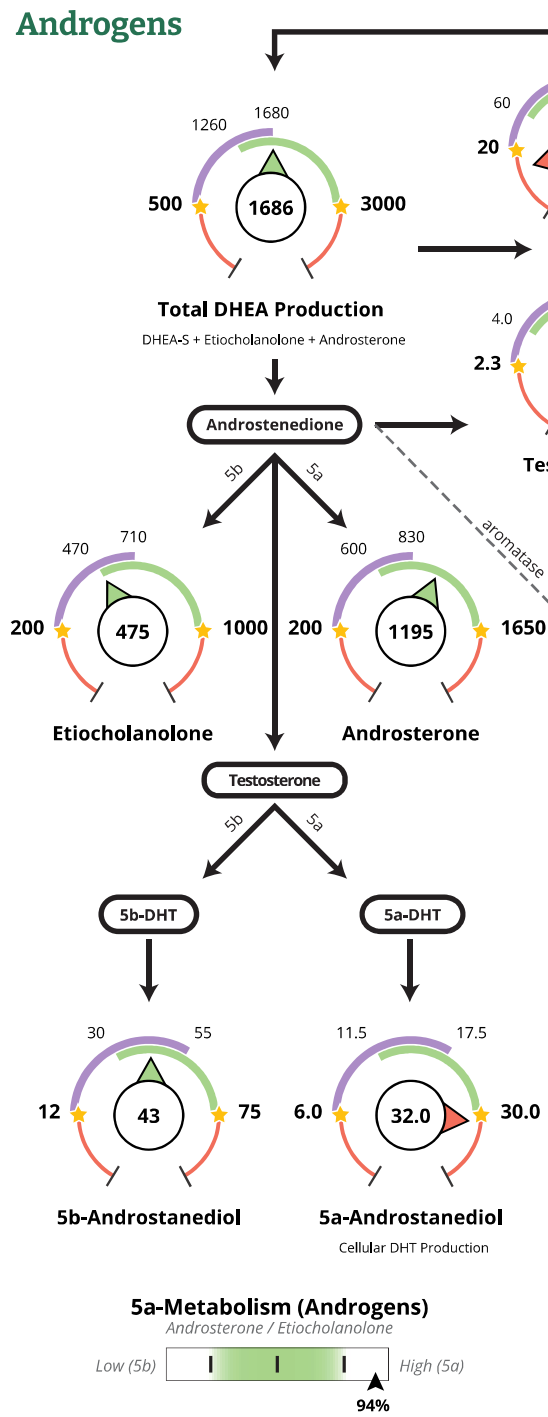 Androgens
1260
1680
500
1686
3000
Total DHEA Production
DHEA-S + Etiocholanolone + Androsterone
60
20
4.0
2.3
Androstenedione
5b
5a
aromatase
470
710
200
475
1000
Etiocholanolone
600
830
200
1195
1650
Androsterone
Testosterone
5b
5a
5b-DHT
5a-DHT
30
55
12
43
75
5b-Androstanediol
11.5
17.5
6.0
32.0
30.0
5a-Androstanediol
Cellular DHT Production
5a-Metabolism (Androgens)
Androsterone / Etiocholanolone
Low (5b)
High (5a)
94%